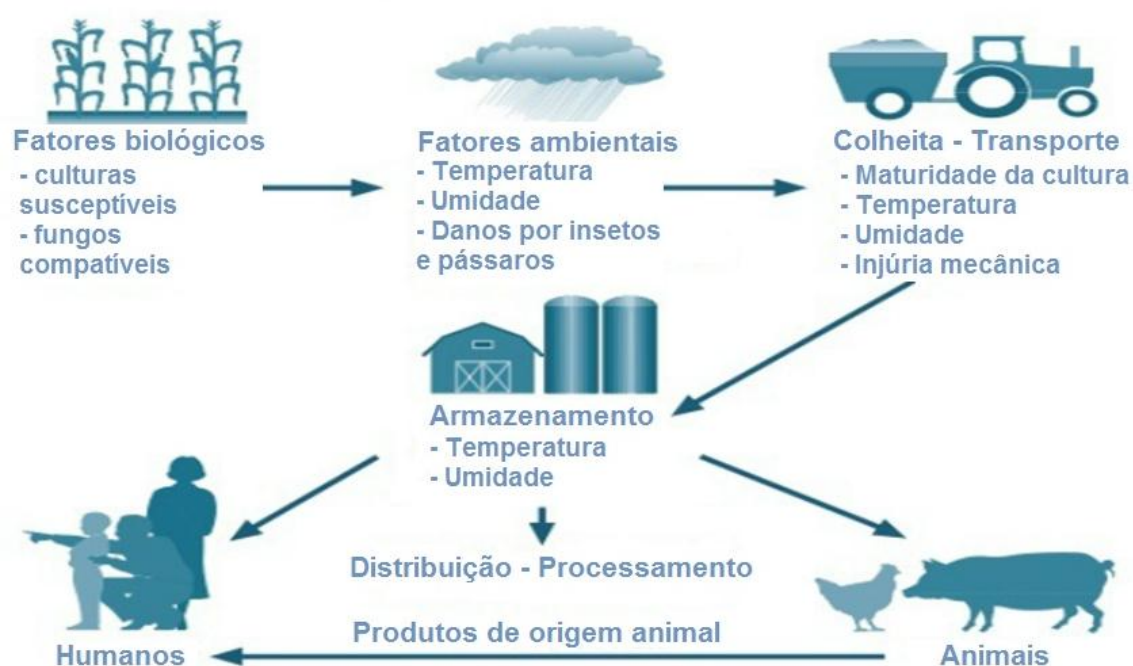 Fatores biológicos
- culturas
susceptíveis
- fungos
compatíveis
Fatores ambientais
- Temperatura
- Umidade
- Danos por insetos
e pássaros
Colheita - Transporte
- Maturidade da cultura
- Temperatura
- Umidade
- Injúria mecânica
Armazenamento
- Temperatura
- Umidade
Distribuição - Processamento
Produtos de origem animal
Humanos
Animais